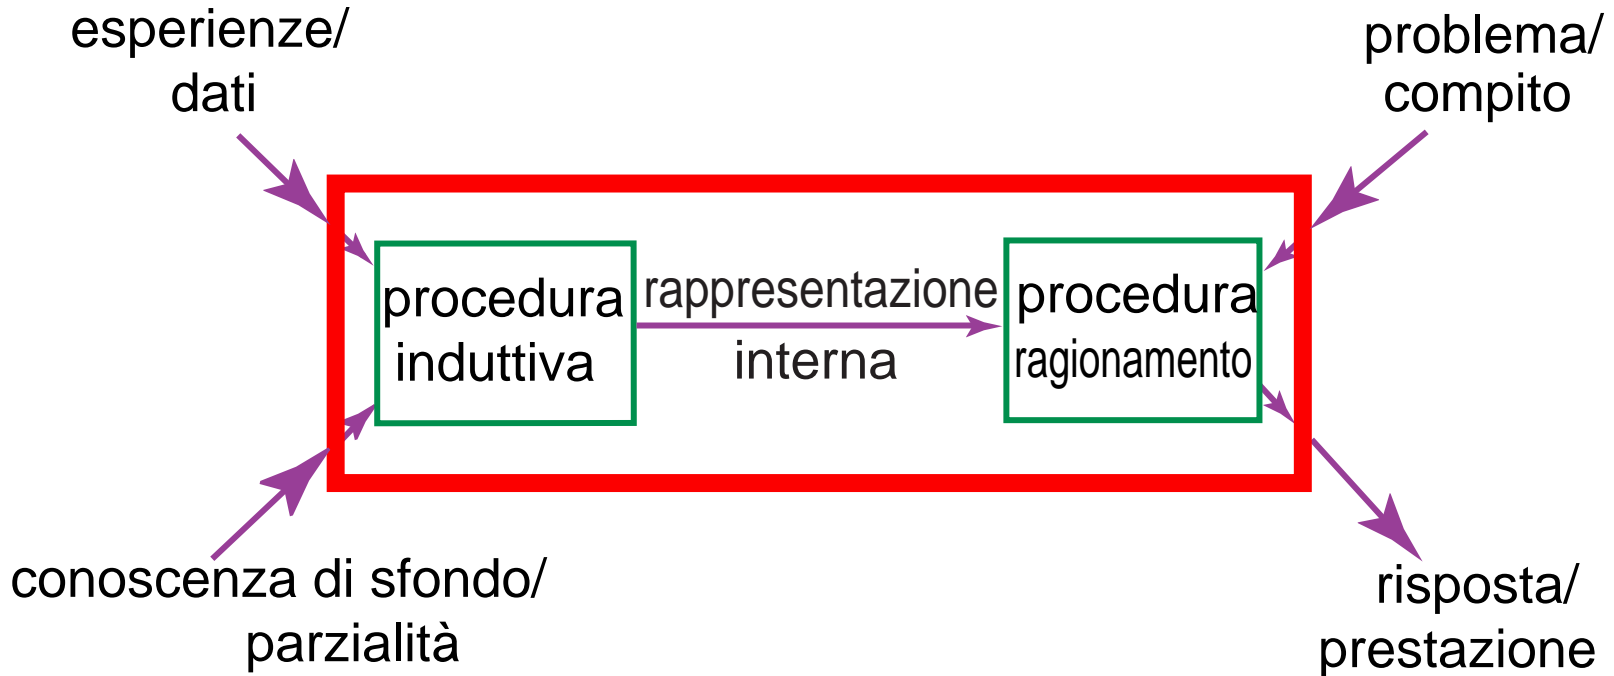 esperienze/
dati
problema/
compito
procedura
induttiva
rappresentazione
interna
procedura
ragionamento
conoscenza di sfondo/
parzialità
risposta/
prestazione